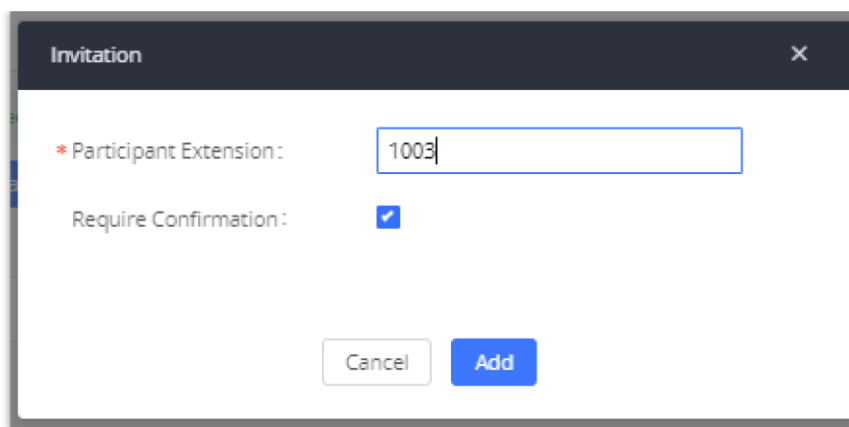 Invitation
* Participant Extension: 1003
Require Confirmation:
Cancel Add